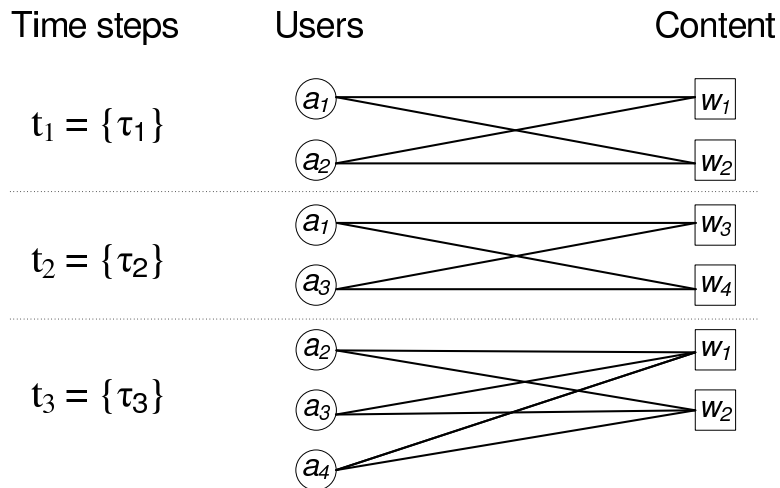 Time steps Users Content
a1 w1
t1 = {τ1}
a2 w2
a1 w3
t2 = {τ2}
a3 w4
a2 w1
t3 = {τ3}
a3 w2
a4